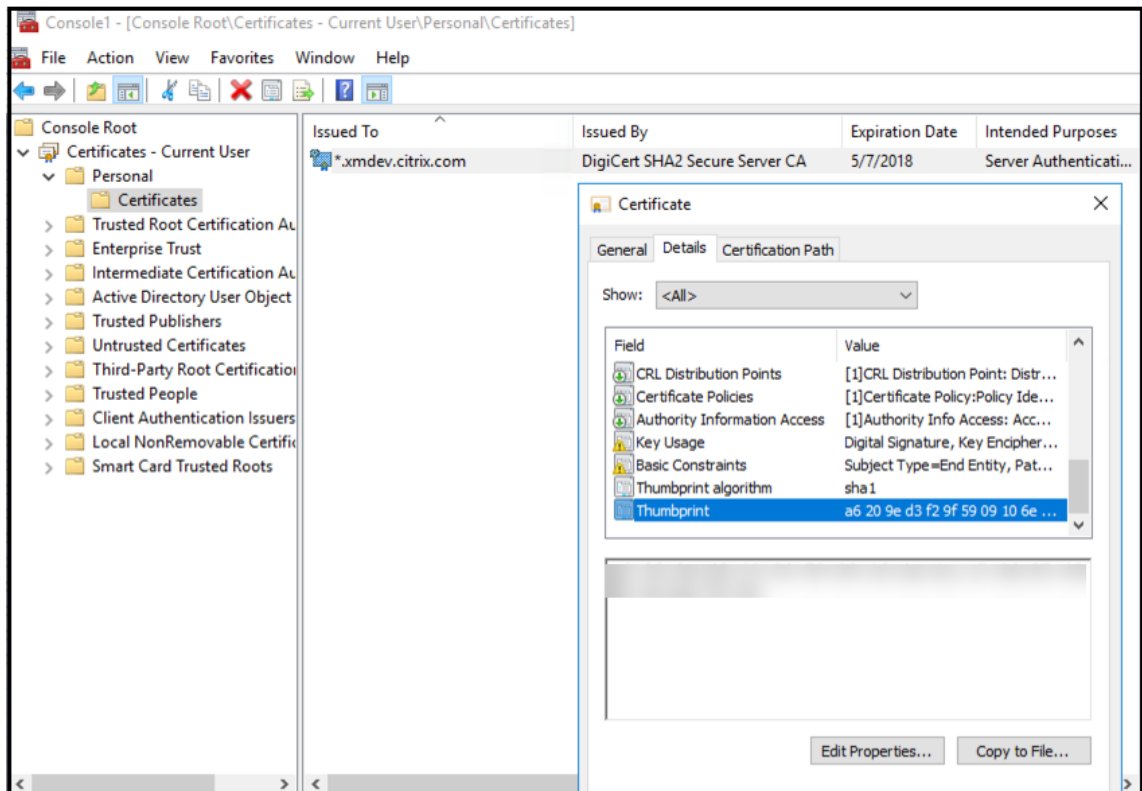 Console1 - [Console Root\Certificates - Current User\Personal\Certificates]
File Action View Favorites Window Help
Console Root
Certificates - Current User
Personal
Certificates
Trusted Root Certification Au
Enterprise Trust
Intermediate Certification Au
Active Directory User Object
Trusted Publishers
Untrusted Certificates
Third-Party Root Certification
Trusted People
Client Authentication Issuers
Local NonRemovable Certific
Smart Card Trusted Roots
Issued To Issued By Expiration Date Intended Purposes
*.xmdev.citrix.com DigiCert SHA2 Secure Server CA 5/7/2018 Server Authenticati...
Certificate
General Details Certification Path
Show: <All>
Field Value
CRL Distribution Points [1]CRL Distribution Point: Distr...
Certificate Policies [1]Certificate Policy:Policy Ide...
Authority Information Access [1]Authority Info Access: Acc...
Key Usage Digital Signature, Key Encipher...
Basic Constraints Subject Type=End Entity, Pat...
Thumbprint algorithm sha1
Thumbprint a6 20 9e d3 f2 9f 59 09 10 6e ...
Edit Properties... Copy to File...